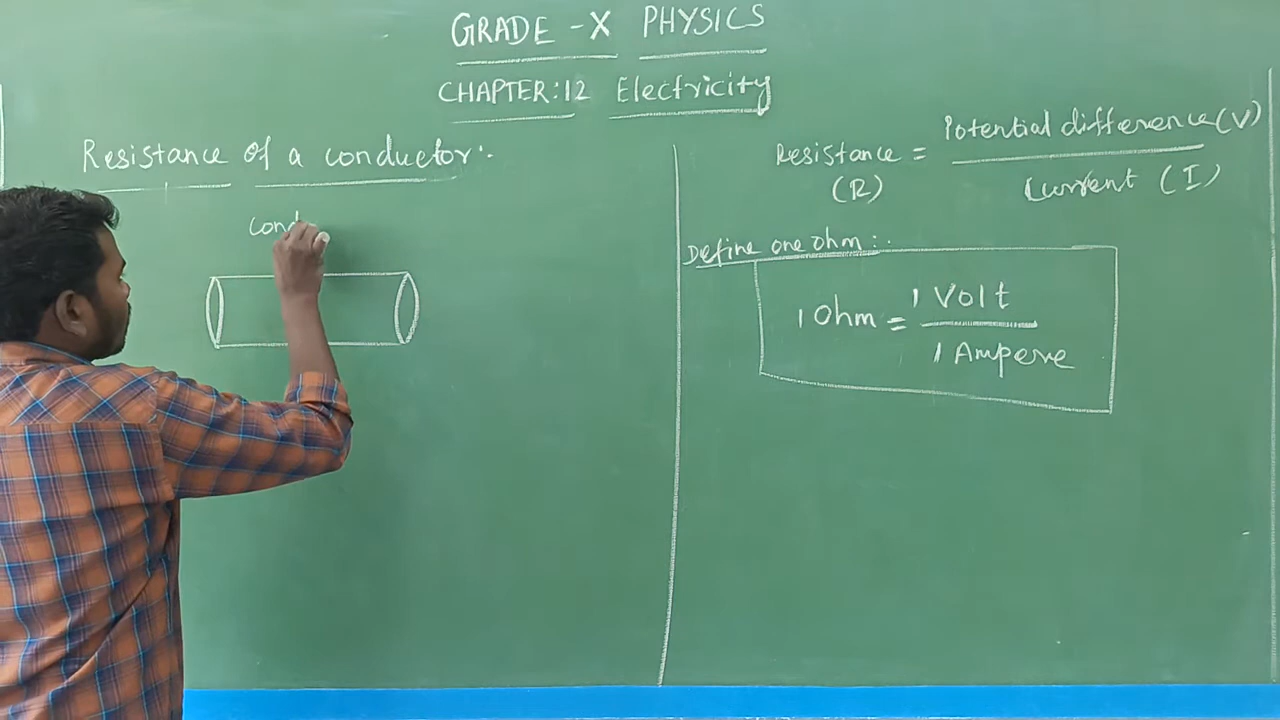 GRADE - X PHYSICS
CHAPTER: 12 Electricity
Resistance of a conductor:
Resistance = Potential difference (V)
(R) Current (I)
Define one ohm:
1 Ohm = 1 Volt
1 Ampere